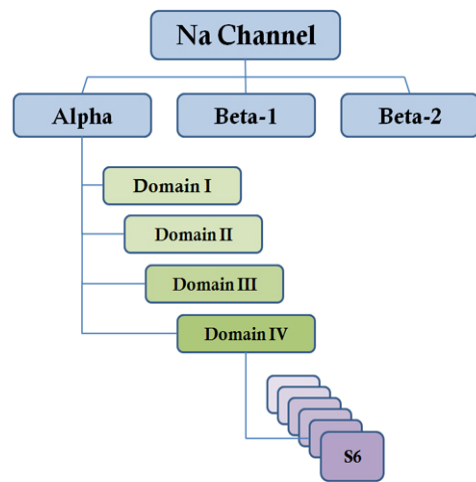 Na Channel
Alpha
Beta-1
Beta-2
Domain I
Domain II
Domain III
Domain IV
S6